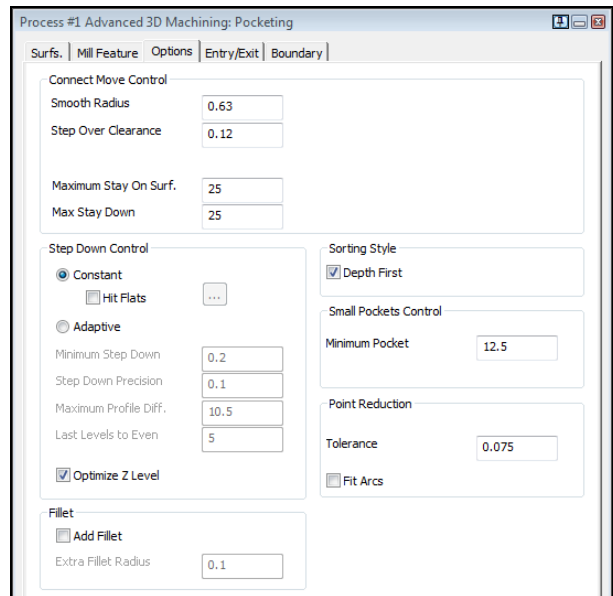 Process #1 Advanced 3D Machining: Pocketing
Surfs. Mill Feature Options Entry/Exit Boundary
Connect Move Control
Smooth Radius 0.63
Step Over Clearance 0.12
Maximum Stay On Surf. 25
Max Stay Down 25
Step Down Control
Constant
Hit Flats ...
Adaptive
Minimum Step Down 0.2
Step Down Precision 0.1
Maximum Profile Diff. 10.5
Last Levels to Even 5
Optimize Z Level
Sorting Style
Depth First
Small Pockets Control
Minimum Pocket 12.5
Point Reduction
Tolerance 0.075
Fit Arcs
Fillet
Add Fillet
Extra Fillet Radius 0.1